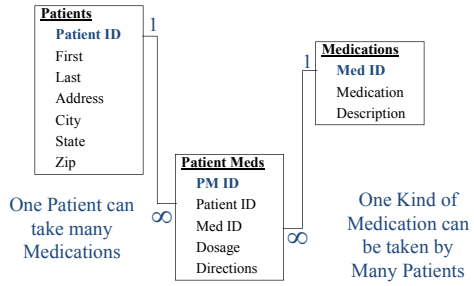 Patients
Patient ID
First
Last
Address
City
State
Zip
1
∞
1
∞
Medications
Med ID
Medication
Description
Patient Meds
PM ID
Patient ID
Med ID
Dosage
Directions
One Patient can
take many
Medications
One Kind of
Medication can
be taken by
Many Patients